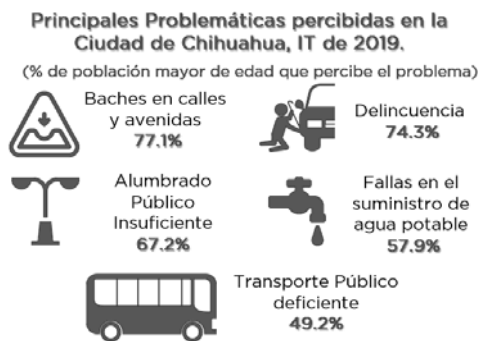 Principales Problemáticas percibidas en la
Ciudad de Chihuahua, IT de 2019.
(% de población mayor de edad que percibe el problema)
Baches en calles
y avenidas
77.1%
Delincuencia
74.3%
Alumbrado
Público
Insuficiente
67.2%
Fallas en el
suministro de
agua potable
57.9%
Transporte Público
deficiente
49.2%